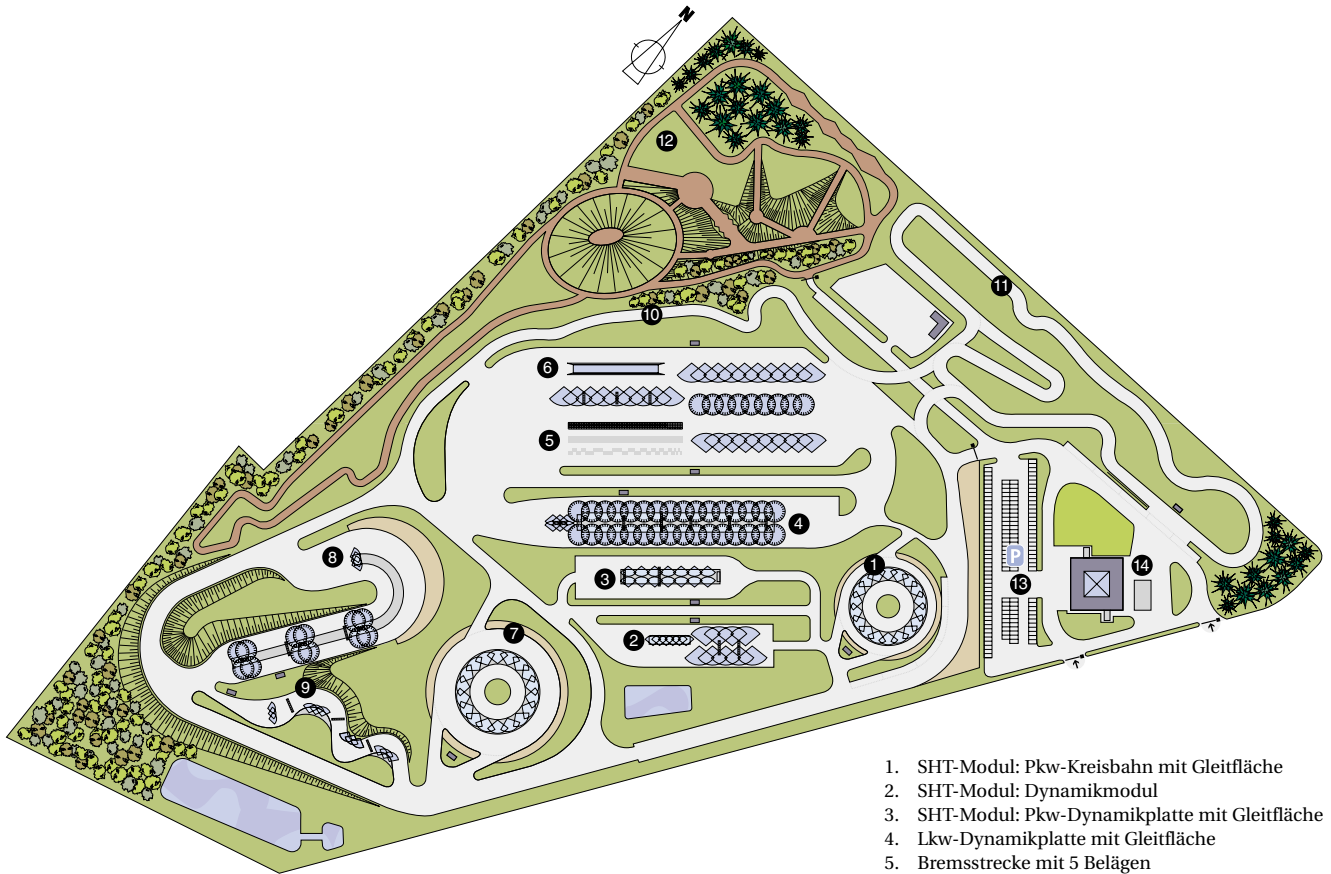 N
12
11
10
6
5
4
P
1
8
3
13
14
7
2
9
1. SHT-Modul: Pkw-Kreisbahn mit Gleitfläche
2. SHT-Modul: Dynamikmodul
3. SHT-Modul: Pkw-Dynamikplatte mit Gleitfläche
4. Lkw-Dynamikplatte mit Gleitfläche
5. Bremsstrecke mit 5 Belägen